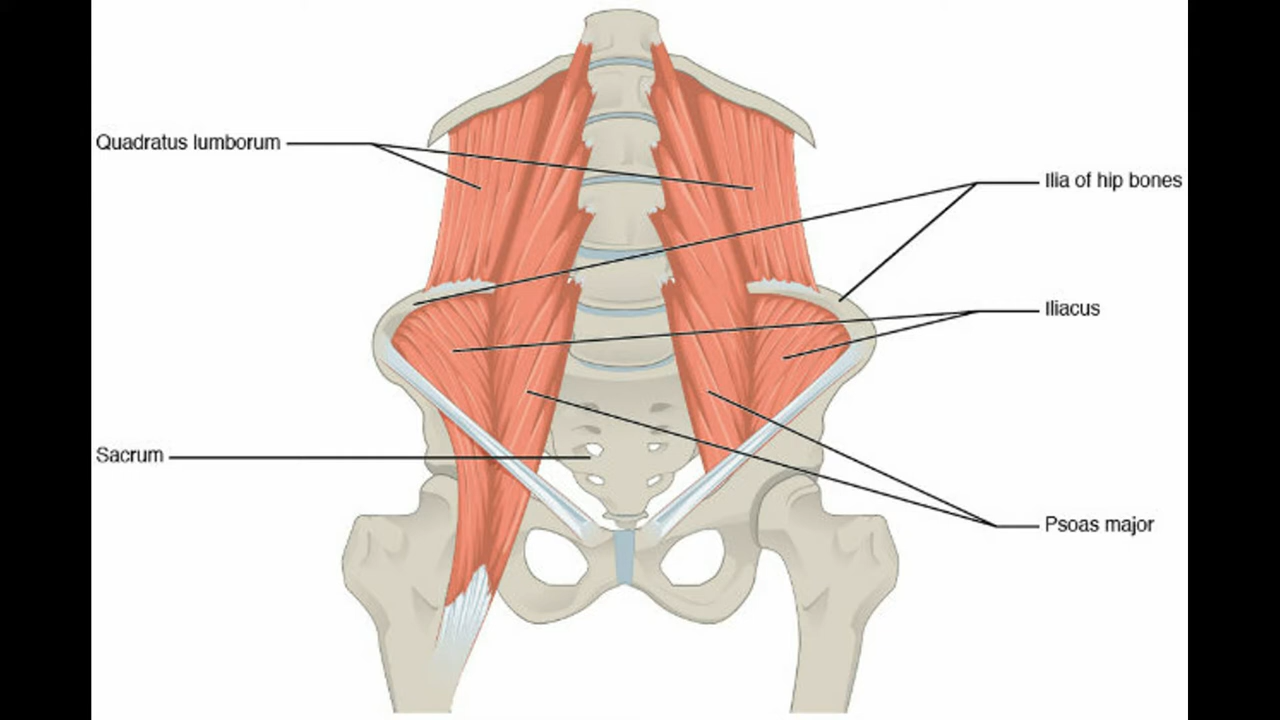 Quadratus lumborum
Ilia of hip bones
Iliacus
Sacrum
Psoas major